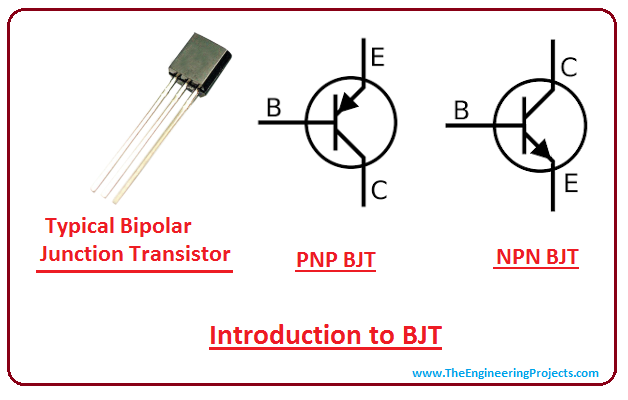 E
B
C
C
B
E
Typical Bipolar
Junction Transistor
PNP BJT
NPN BJT
Introduction to BJT
www.TheEngineeringProjects.com